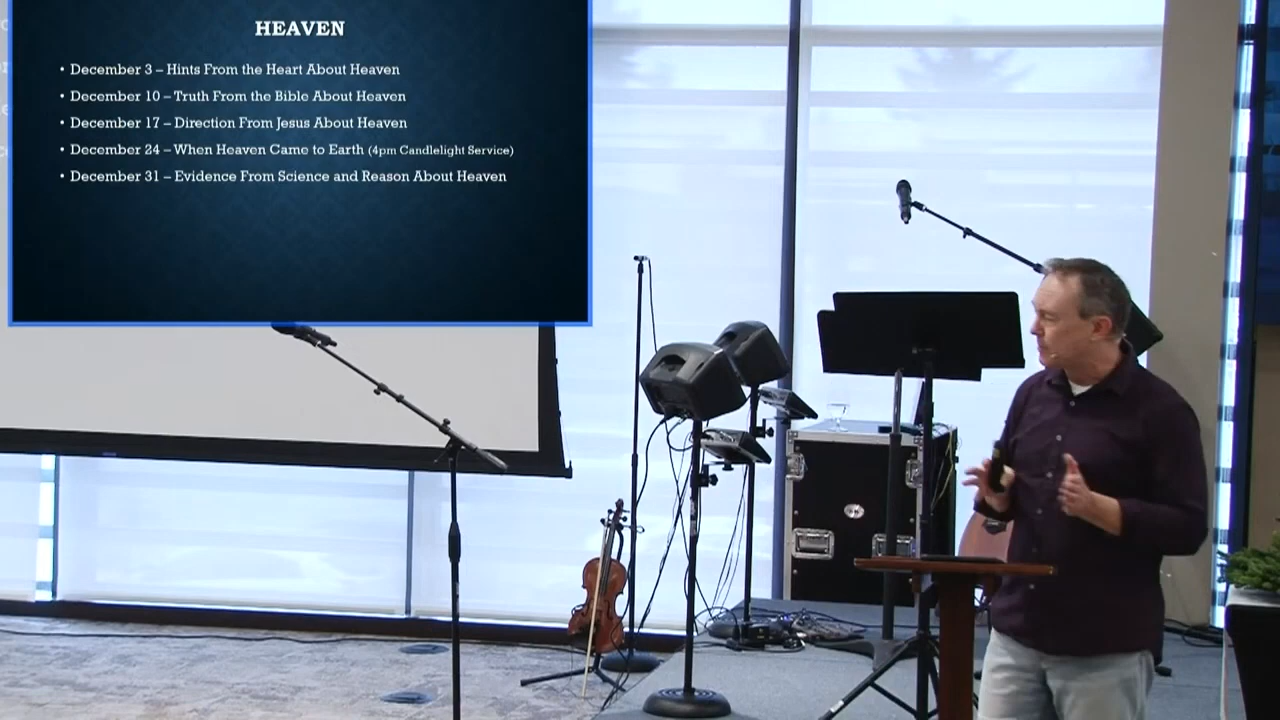 HEAVEN
• December 3 – Hints From the Heart About Heaven
• December 10 – Truth From the Bible About Heaven
• December 17 – Direction From Jesus About Heaven
• December 24 – When Heaven Came to Earth (4pm Candlelight Service)
• December 31 – Evidence From Science and Reason About Heaven